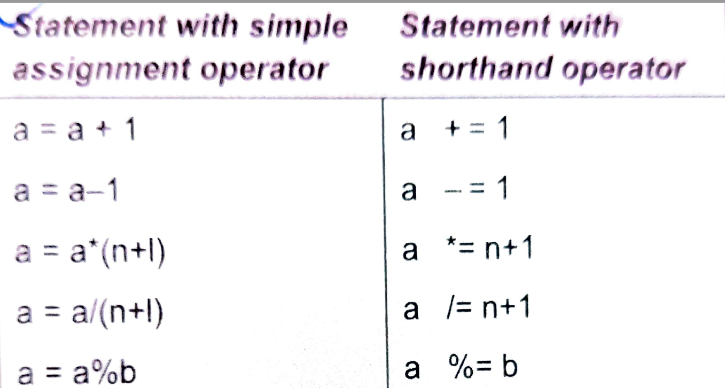 Statement with simple Statement with
assignment operator shorthand operator
a = a + 1 a + = 1
a = a–1 a – = 1
a = a*(n+l) a *= n+1
a = a/(n+l) a /= n+1
a = a%b a %= b